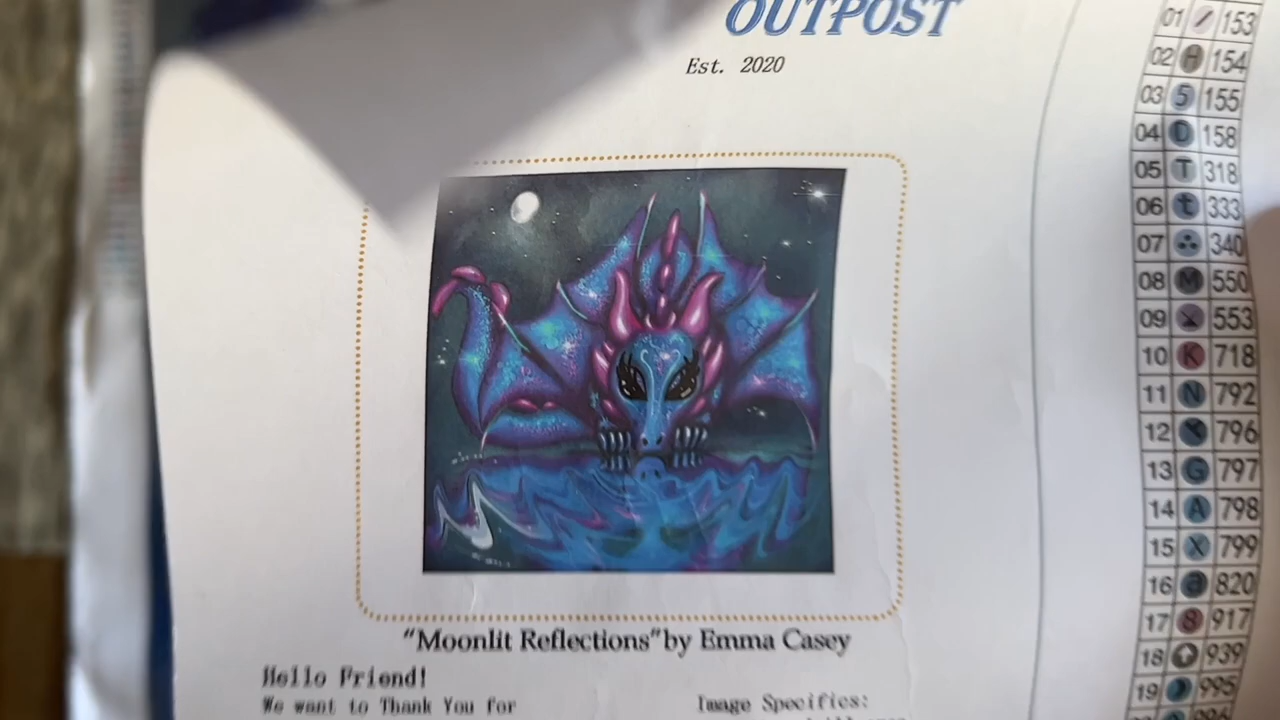 OUTPOST
Est. 2020
"Moonlit Reflections"by Emma Casey
Hello Friend!
We want to Thank You for
Image Specifics:
01 153
02 H 154
03 5 155
04 D 158
05 T 318
06 t 333
07 340
08 M 550
09 553
10 K 718
11 N 792
12 796
13 G 797
14 A 798
15 X 799
16 a 820
17 8 917
18 939
19 995